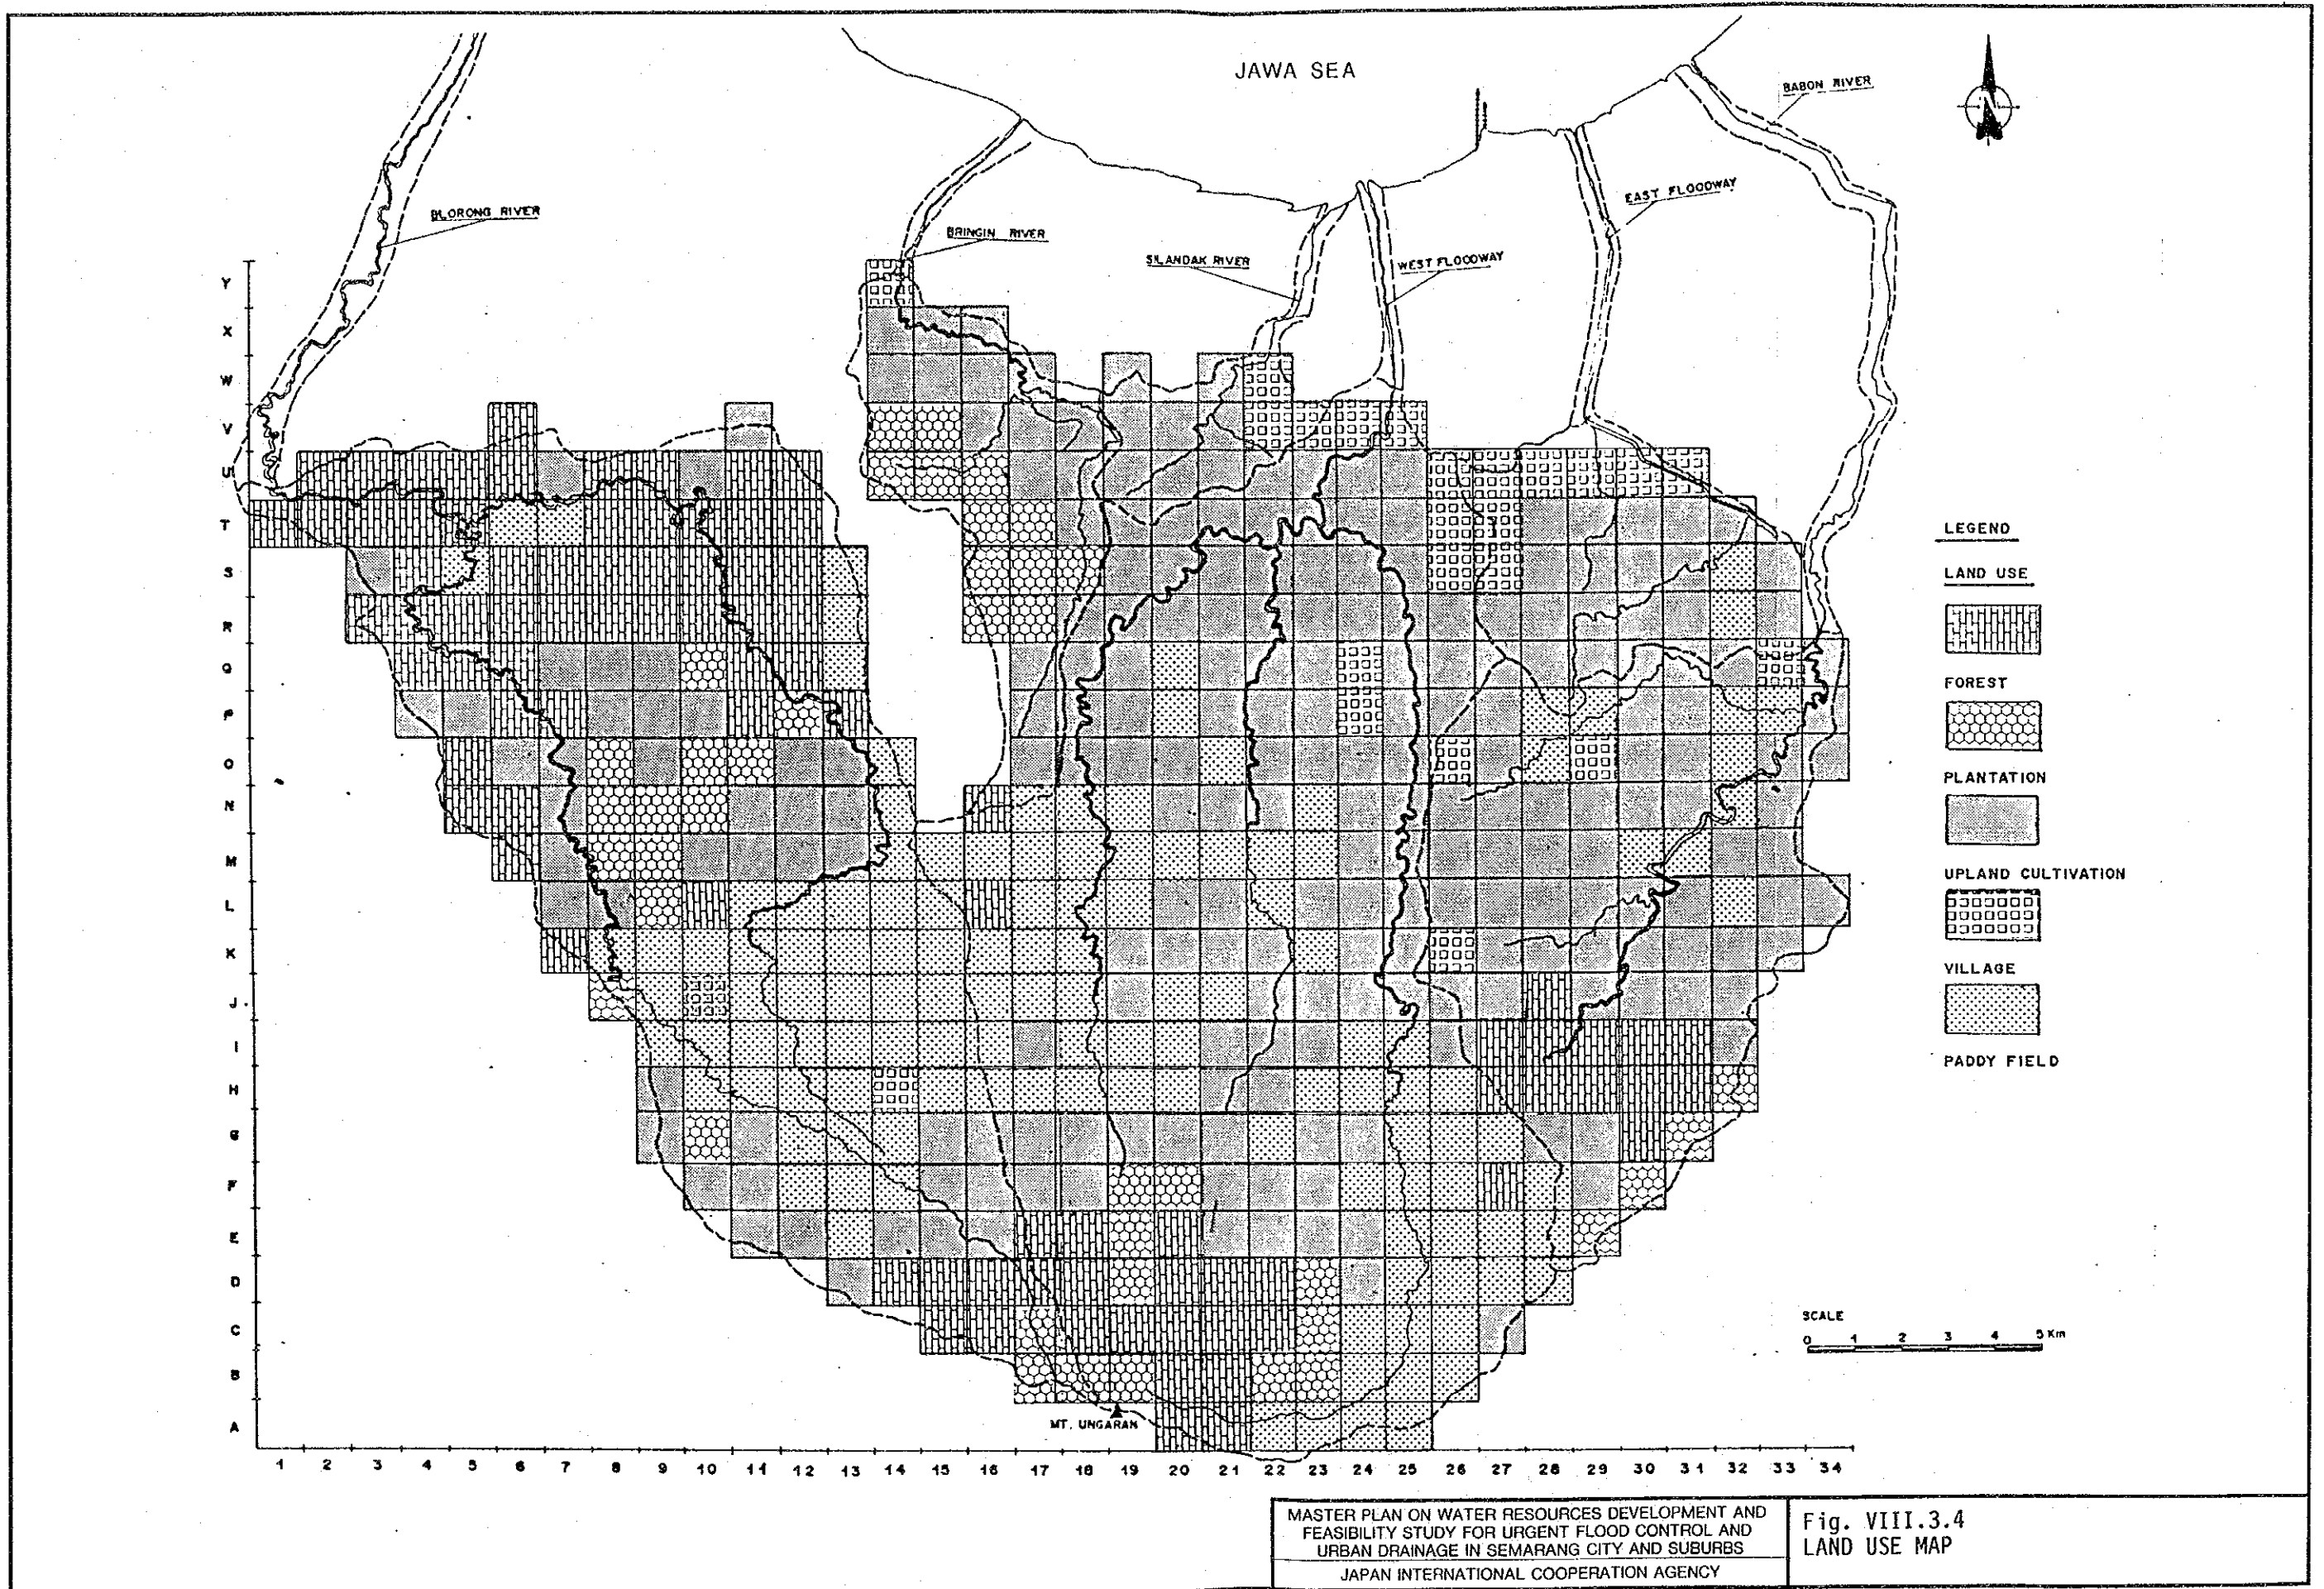 JAWA SEA
BABON RIVER
EAST FLOODWAY
BLORONG RIVER
BRINGIN RIVER
SILANDAK RIVER
WEST FLOODWAY
Y
X
W
V
U
T
S
R
Q
P
O
N
M
L
K
J
I
H
G
F
E
D
C
B
A
LEGEND
LAND USE
FOREST
PLANTATION
UPLAND CULTIVATION
VILLAGE
PADDY FIELD
SCALE
0 1 2 3 4 5 Km
MT. UNGARAN
1 2 3 4 5 6 7 8 9 10 11 12 13 14 15 16 17 18 19 20 21 22 23 24 25 26 27 28 29 30 31 32 33 34
MASTER PLAN ON WATER RESOURCES DEVELOPMENT AND
FEASIBILITY STUDY FOR URGENT FLOOD CONTROL AND
URBAN DRAINAGE IN SEMARANG CITY AND SUBURBS
JAPAN INTERNATIONAL COOPERATION AGENCY
Fig. VIII.3.4
LAND USE MAP